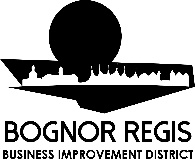 BOGNOR REGIS
BUSINESS IMPROVEMENT DISTRICT